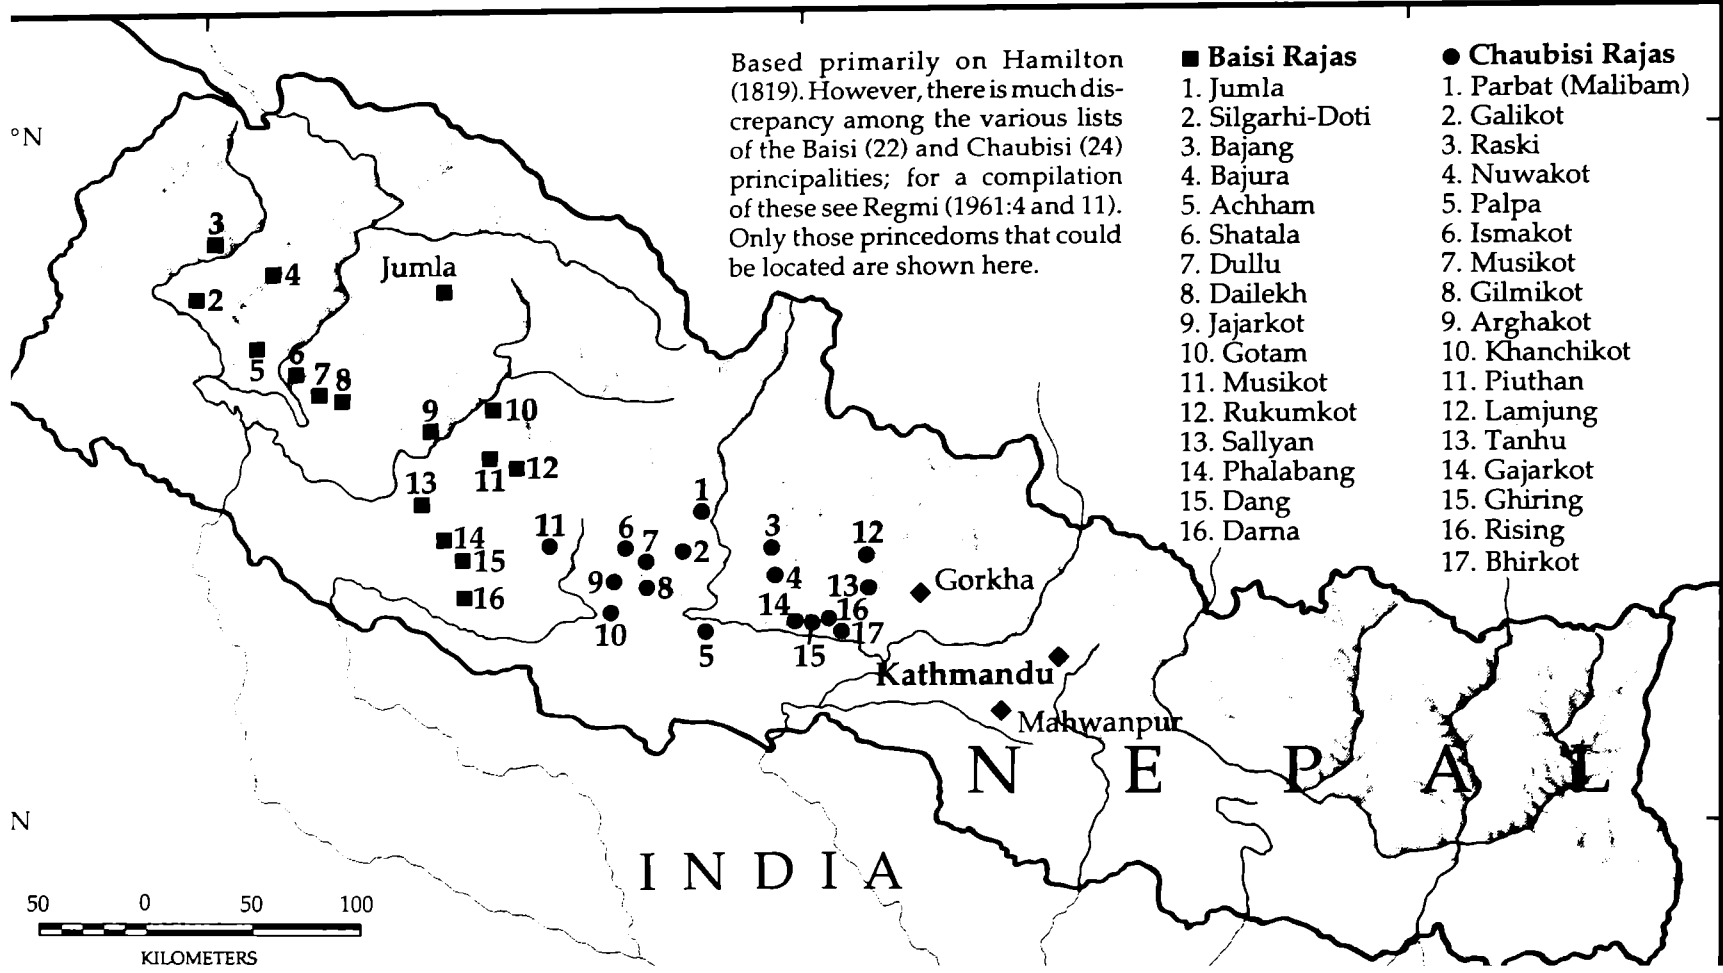 Based primarily on Hamilton
(1819). However, there is much dis-
crepancy among the various lists
of the Baisi (22) and Chaubisi (24)
principalities; for a compilation
of these see Regmi (1961:4 and 11).
Only those princedoms that could
be located are shown here.
■ Baisi Rajas
1. Jumla
2. Silgarhi-Doti
3. Bajang
4. Bajura
5. Achham
6. Shatala
7. Dullu
8. Dailekh
9. Jajarkot
10. Gotam
11. Musikot
12. Rukumkot
13. Sallyan
14. Phalabang
15. Dang
16. Darna
● Chaubisi Rajas
1. Parbat (Malibam)
2. Galikot
3. Raski
4. Nuwakot
5. Palpa
6. Ismakot
7. Musikot
8. Gilmikot
9. Arghakot
10. Khanchikot
11. Piuthan
12. Lamjung
13. Tanhu
14. Gajarkot
15. Ghiring
16. Rising
17. Bhirkot
°N
3
4
Jumla
2
5
6
7
8
9
10
11
12
13
14
15
16
11
6
7
1
2
9
8
10
5
3
4
12
13
14
15
16
17
Gorkha
Kathmandu
Mahwanpur
N E P A L
N
I N D I A
50 0 50 100
KILOMETERS